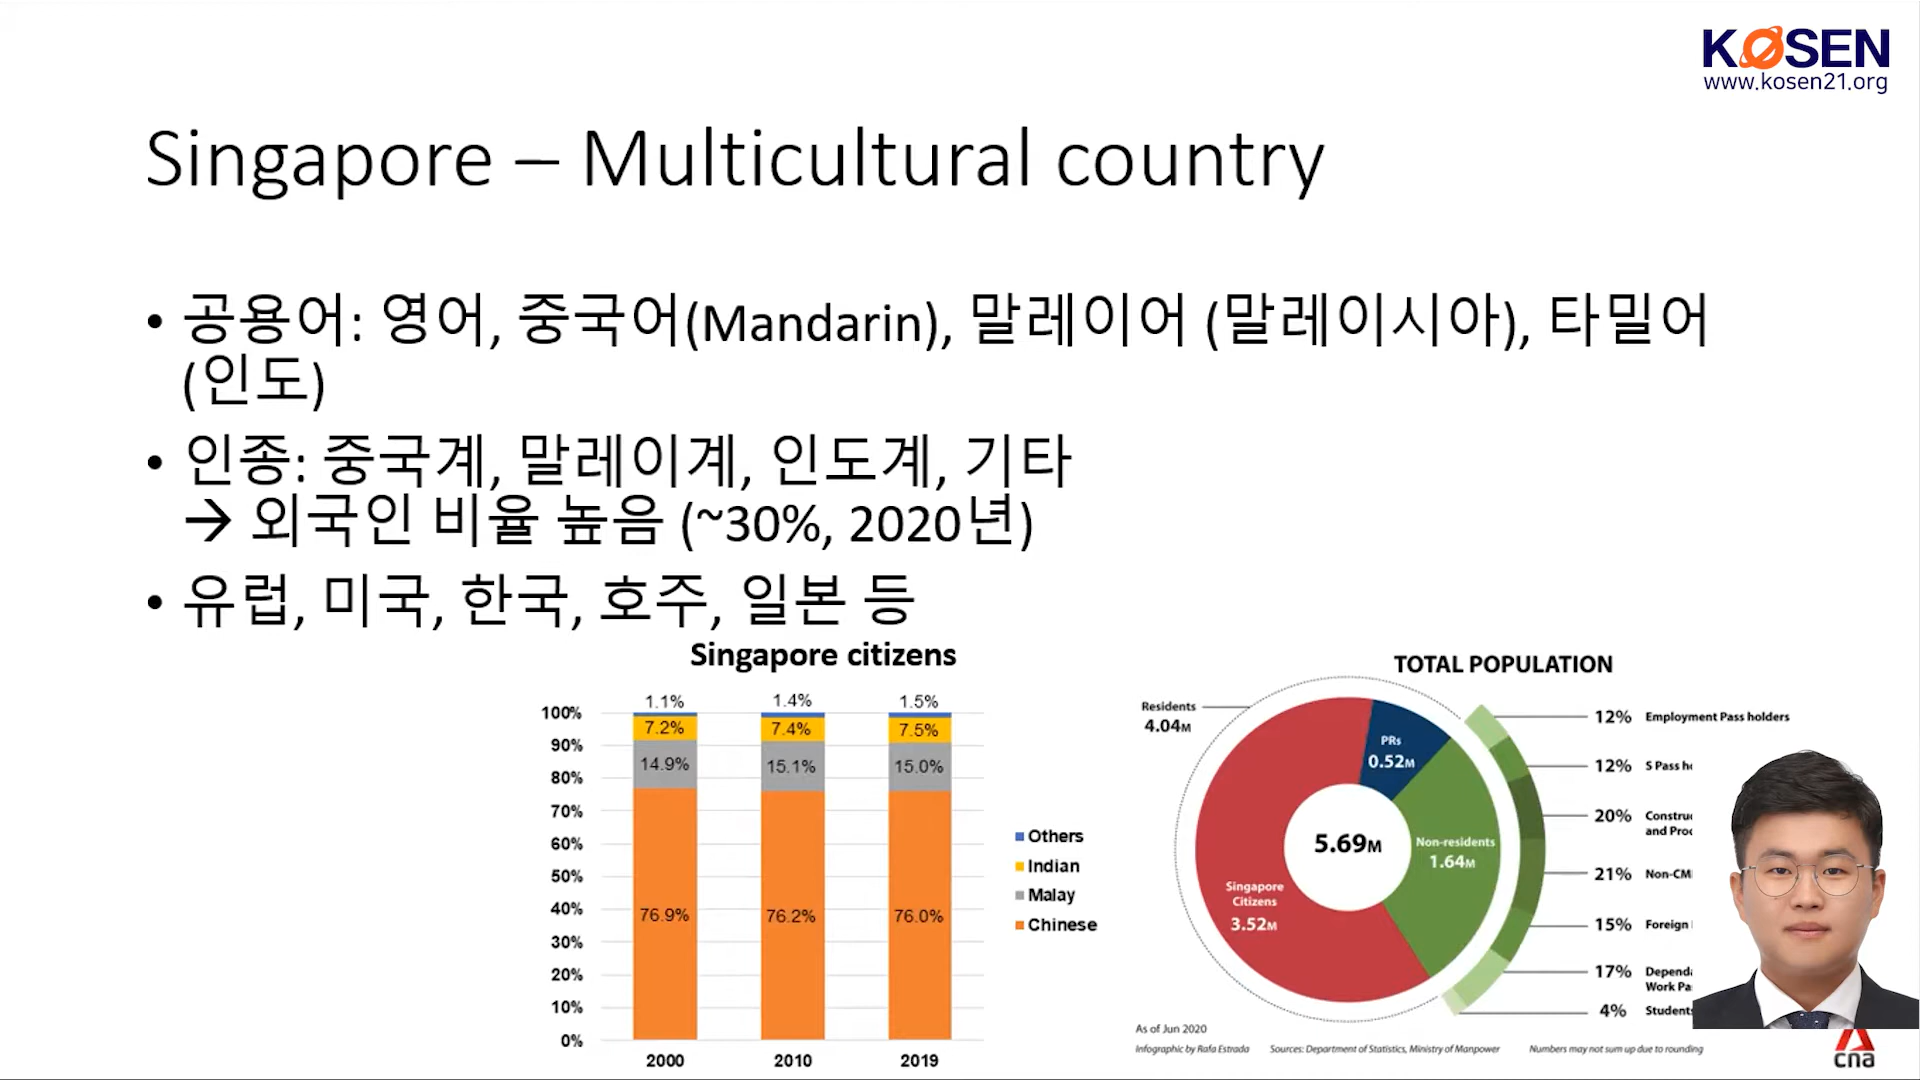 KOSEN
www.kosen21.org
Singapore – Multicultural country
• 공용어: 영어, 중국어(Mandarin), 말레이어 (말레이시아), 타밀어
(인도)
• 인종: 중국계, 말레이계, 인도계, 기타
→ 외국인 비율 높음 (~30%, 2020년)
• 유럽, 미국, 한국, 호주, 일본 등
Singapore citizens
1.1% 1.4% 1.5%
100%
7.2% 7.4% 7.5%
90%
14.9% 15.1% 15.0%
80%
70%
60%
50%
40%
76.9% 76.2% 76.0%
30%
20%
10%
0%
2000 2010 2019
Others
Indian
Malay
Chinese
TOTAL POPULATION
Residents
4.04M
PRs
0.52M
5.69M
Non-residents
1.64M
Singapore
Citizens
3.52M
12% Employment Pass holders
12% S Pass
20%
and
21%
15% Foreign
17%
Work
4% Students
As of Jun 2020
Infographic by Rafa Estrada Sources: Department of Statistics, Ministry of Manpower Numbers may not sum up due to rounding
cna